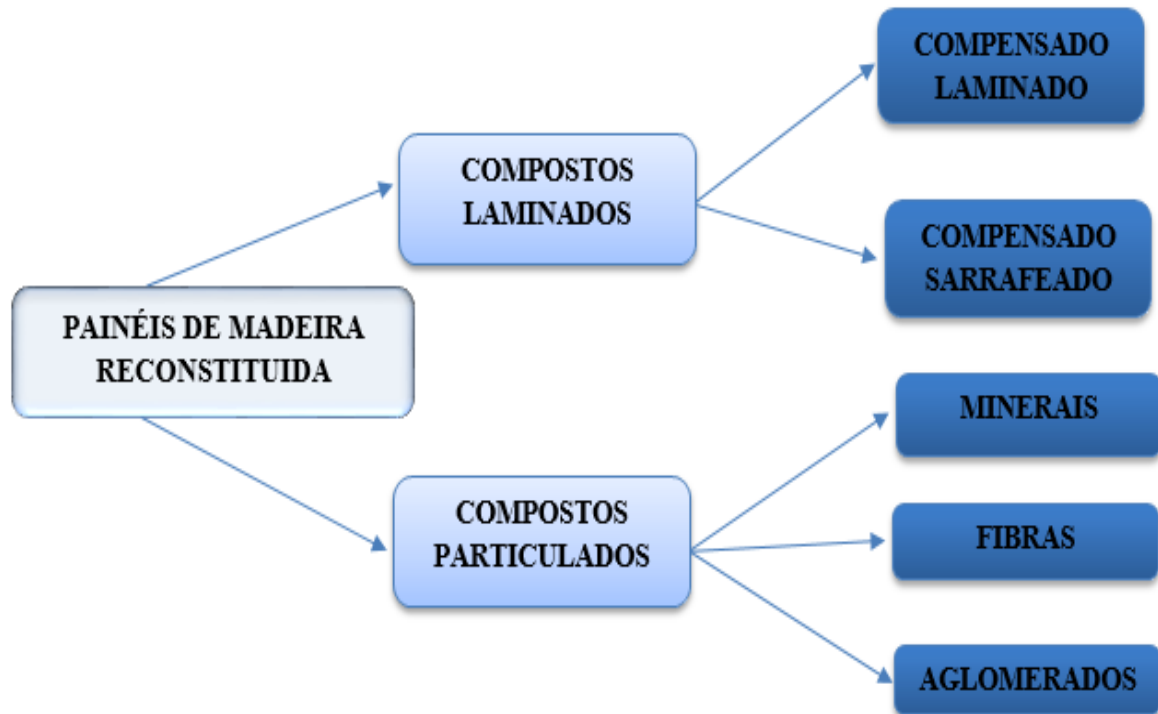 PAINÉIS DE MADEIRA
RECONSTITUIDA
COMPOSTOS
LAMINADOS
COMPENSADO
LAMINADO
COMPENSADO
SARRAFEADO
COMPOSTOS
PARTICULADOS
MINERAIS
FIBRAS
AGLOMERADOS